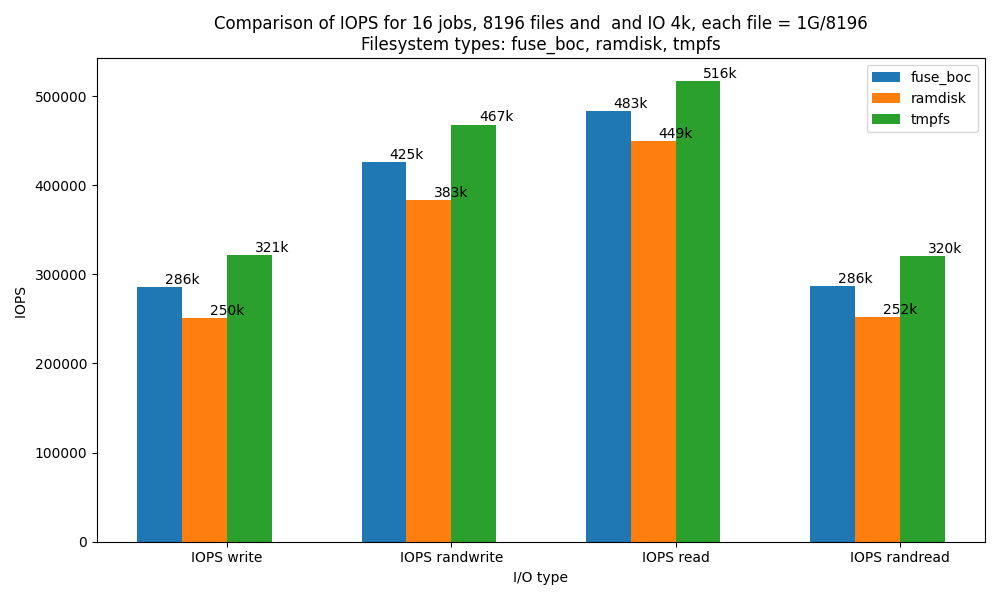 Comparison of IOPS for 16 jobs, 8196 files and  and IO 4k, each file = 1G/8196
Filesystem types: fuse_boc, ramdisk, tmpfs
fuse_boc
ramdisk
tmpfs
IOPS
500000
400000
300000
200000
100000
0
286k
250k
321k
425k
383k
467k
483k
449k
516k
286k
252k
320k
IOPS write
IOPS randwrite
IOPS read
IOPS randread
I/O type